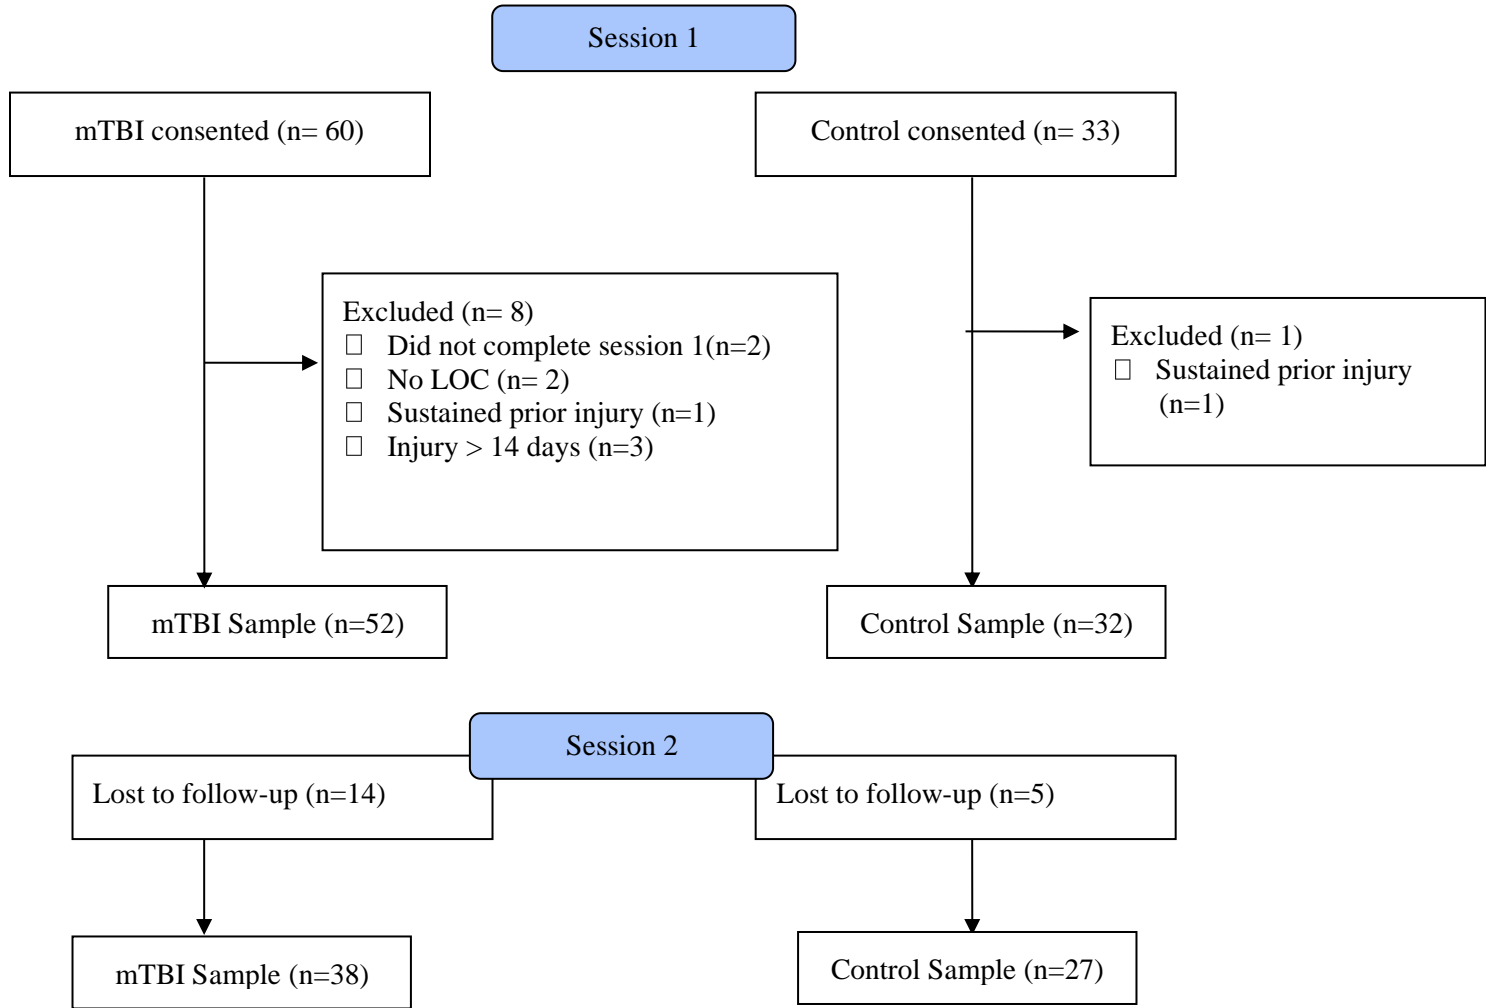 Session 1
mTBI consented (n= 60)
Control consented (n= 33)
Excluded (n= 8)
Did not complete session 1(n=2)
No LOC (n= 2)
Sustained prior injury (n=1)
Injury > 14 days (n=3)
Excluded (n= 1)
Sustained prior injury
(n=1)
mTBI Sample (n=52)
Control Sample (n=32)
Session 2
Lost to follow-up (n=14)
Lost to follow-up (n=5)
mTBI Sample (n=38)
Control Sample (n=27)